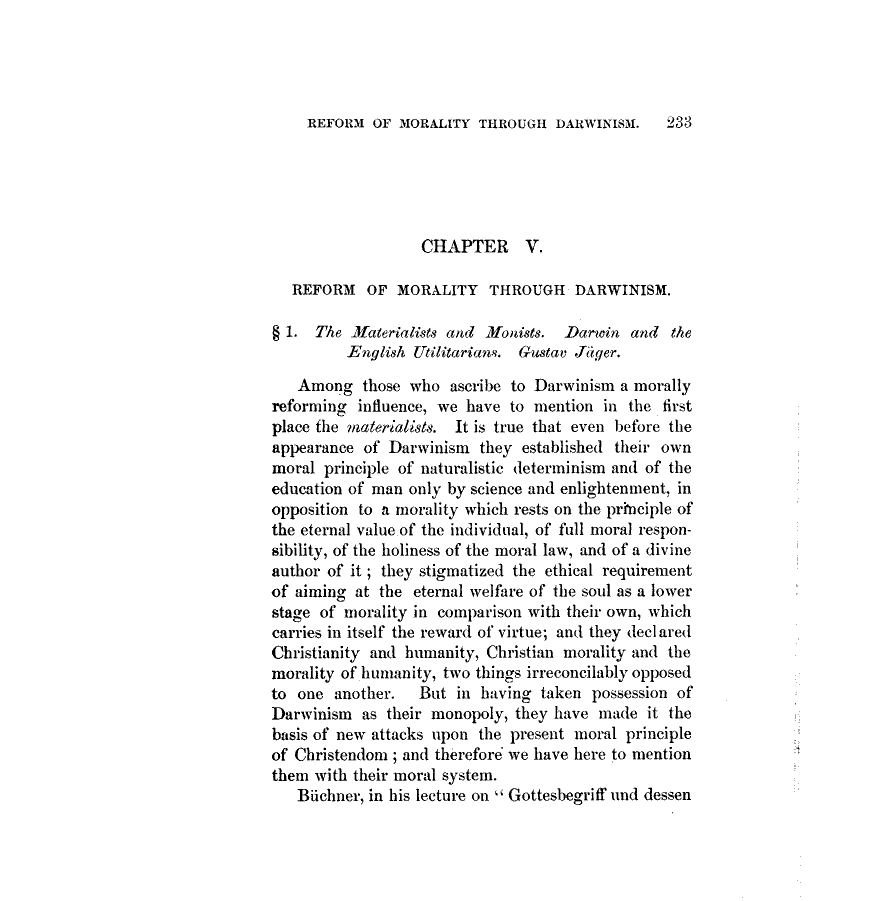 REFORM OF MORALITY THROUGH DARWINISM. 233
CHAPTER V.
REFORM OF MORALITY THROUGH DARWINISM.
§ 1. The Materialists and Monists. Darwin and the
English Utilitarians. Gustav Jäger.
Among those who ascribe to Darwinism a morally
reforming influence, we have to mention in the first
place the materialists. It is true that even before the
appearance of Darwinism they established their own
moral principle of naturalistic determinism and of the
education of man only by science and enlightenment, in
opposition to a morality which rests on the principle of
the eternal value of the individual, of full moral respon-
sibility, of the holiness of the moral law, and of a divine
author of it ; they stigmatized the ethical requirement
of aiming at the eternal welfare of the soul as a lower
stage of morality in comparison with their own, which
carries in itself the reward of virtue; and they declared
Christianity and humanity, Christian morality and the
morality of humanity, two things irreconcilably opposed
to one another. But in having taken possession of
Darwinism as their monopoly, they have made it the
basis of new attacks upon the present moral principle
of Christendom ; and therefore we have here to mention
them with their moral system.
Büchner, in his lecture on “ Gottesbegriff und dessen